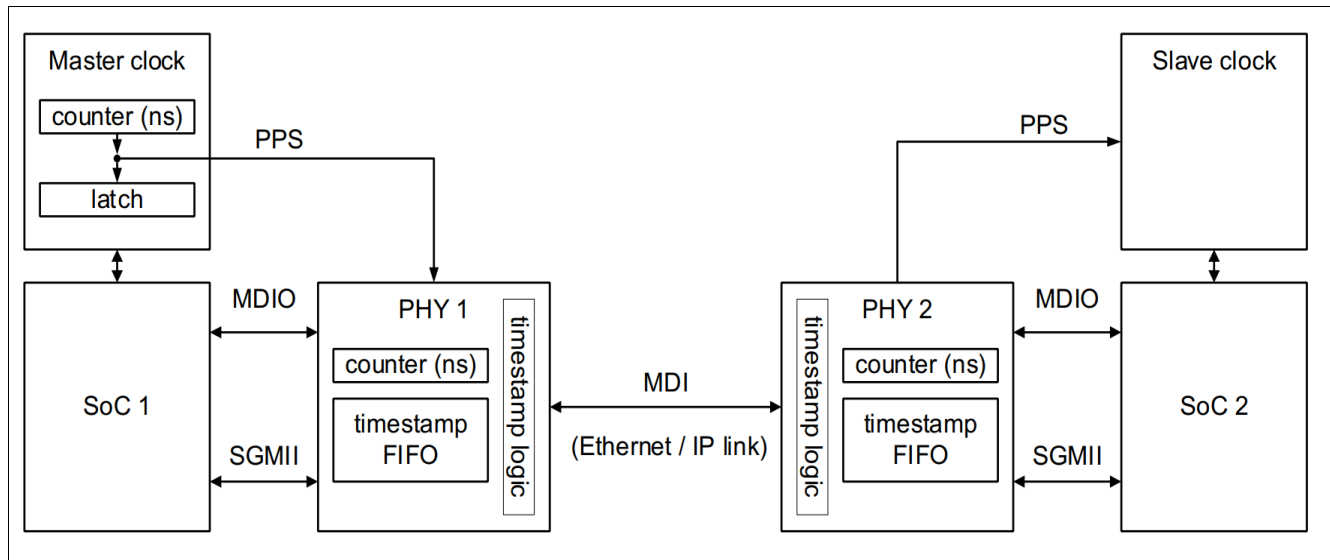 Master clock
counter (ns)
latch
PPS
PPS
Slave clock
SoC 1
MDIO
SGMII
PHY 1
counter (ns)
timestamp
FIFO
timestamp logic
MDI
(Ethernet / IP link)
timestamp logic
PHY 2
counter (ns)
timestamp
FIFO
MDIO
SGMII
SoC 2